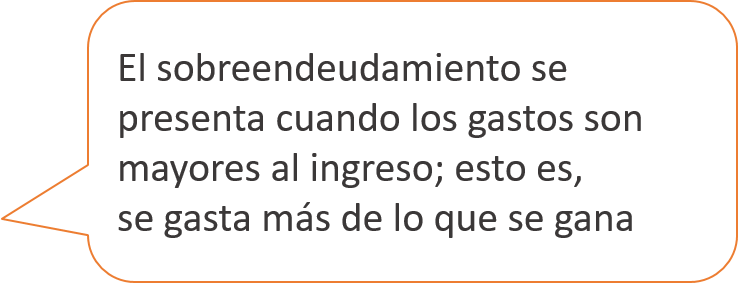 El sobreendeudamiento se
presenta cuando los gastos son
mayores al ingreso; esto es,
se gasta más de lo que se gana